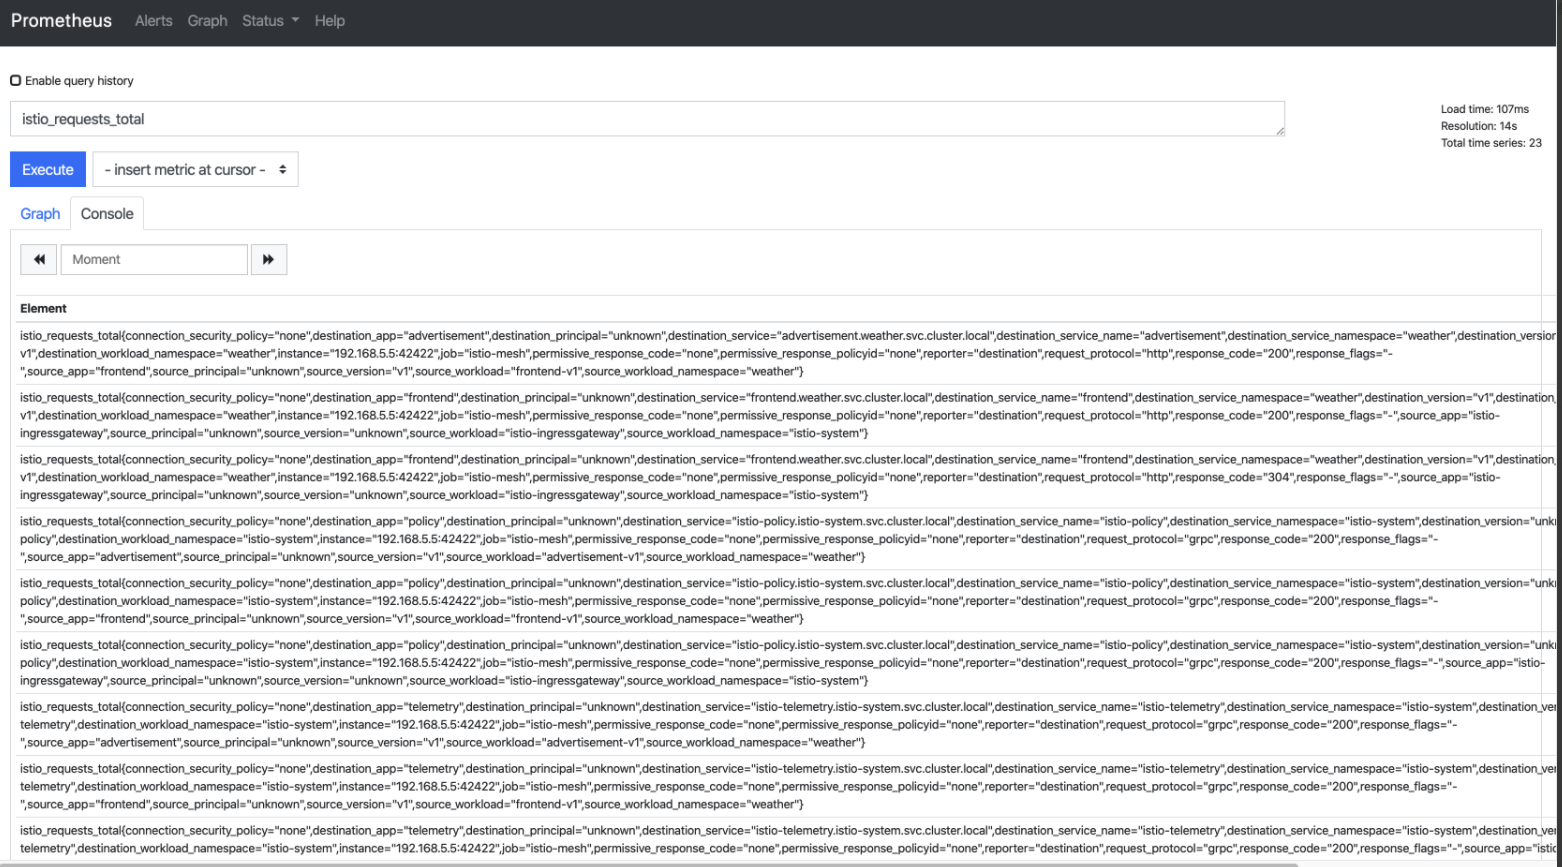 Prometheus Alerts Graph Status Help
Enable query history
istio_requests_total
Load time: 107ms
Resolution: 14s
Total time series: 23
Execute - insert metric at cursor -
Graph Console
Moment
Element
istio_requests_total{connection_security_policy="none",destination_app="advertisement",destination_principal="unknown",destination_service="advertisement.weather.svc.cluster.local",destination_service_name="advertisement",destination_service_namespace="weather",destination_version
v1",destination_workload_namespace="weather",instance="192.168.5.5:42422",job="istio-mesh",permissive_response_code="none",permissive_response_policyid="none",reporter="destination",request_protocol="http",response_code="200",response_flags="-
",source_app="frontend",source_principal="unknown",source_version="v1",source_workload="frontend-v1",source_workload_namespace="weather"}
istio_requests_total{connection_security_policy="none",destination_app="frontend",destination_principal="unknown",destination_service="frontend.weather.svc.cluster.local",destination_service_name="frontend",destination_service_namespace="weather",destination_version="v1",destination_
v1",destination_workload_namespace="weather",instance="192.168.5.5:42422",job="istio-mesh",permissive_response_code="none",permissive_response_policyid="none",reporter="destination",request_protocol="http",response_code="200",response_flags="-",source_app="istio-
ingressgateway",source_principal="unknown",source_version="unknown",source_workload="istio-ingressgateway",source_workload_namespace="istio-system"}
istio_requests_total{connection_security_policy="none",destination_app="frontend",destination_principal="unknown",destination_service="frontend.weather.svc.cluster.local",destination_service_name="frontend",destination_service_namespace="weather",destination_version="v1",destination_
v1",destination_workload_namespace="weather",instance="192.168.5.5:42422",job="istio-mesh",permissive_response_code="none",permissive_response_policyid="none",reporter="destination",request_protocol="http",response_code="304",response_flags="-",source_app="istio-
ingressgateway",source_principal="unknown",source_version="unknown",source_workload="istio-ingressgateway",source_workload_namespace="istio-system"}
istio_requests_total{connection_security_policy="none",destination_app="policy",destination_principal="unknown",destination_service="istio-policy.istio-system.svc.cluster.local",destination_service_name="istio-policy",destination_service_namespace="istio-system",destination_version="unk
policy",destination_workload_namespace="istio-system",instance="192.168.5.5:42422",job="istio-mesh",permissive_response_code="none",permissive_response_policyid="none",reporter="destination",request_protocol="grpc",response_code="200",response_flags="-
",source_app="advertisement",source_principal="unknown",source_version="v1",source_workload="advertisement-v1",source_workload_namespace="weather"}
istio_requests_total{connection_security_policy="none",destination_app="policy",destination_principal="unknown",destination_service="istio-policy.istio-system.svc.cluster.local",destination_service_name="istio-policy",destination_service_namespace="istio-system",destination_version="unk
policy",destination_workload_namespace="istio-system",instance="192.168.5.5:42422",job="istio-mesh",permissive_response_code="none",permissive_response_policyid="none",reporter="destination",request_protocol="grpc",response_code="200",response_flags="-
",source_app="frontend",source_principal="unknown",source_version="v1",source_workload="frontend-v1",source_workload_namespace="weather"}
istio_requests_total{connection_security_policy="none",destination_app="policy",destination_principal="unknown",destination_service="istio-policy.istio-system.svc.cluster.local",destination_service_name="istio-policy",destination_service_namespace="istio-system",destination_version="unk
policy",destination_workload_namespace="istio-system",instance="192.168.5.5:42422",job="istio-mesh",permissive_response_code="none",permissive_response_policyid="none",reporter="destination",request_protocol="grpc",response_code="200",response_flags="-",source_app="istio-
ingressgateway",source_principal="unknown",source_version="unknown",source_workload="istio-ingressgateway",source_workload_namespace="istio-system"}
istio_requests_total{connection_security_policy="none",destination_app="telemetry",destination_principal="unknown",destination_service="istio-telemetry.istio-system.svc.cluster.local",destination_service_name="istio-telemetry",destination_service_namespace="istio-system",destination_ve
telemetry",destination_workload_namespace="istio-system",instance="192.168.5.5:42422",job="istio-mesh",permissive_response_code="none",permissive_response_policyid="none",reporter="destination",request_protocol="grpc",response_code="200",response_flags="-
",source_app="advertisement",source_principal="unknown",source_version="v1",source_workload="advertisement-v1",source_workload_namespace="weather"}
istio_requests_total{connection_security_policy="none",destination_app="telemetry",destination_principal="unknown",destination_service="istio-telemetry.istio-system.svc.cluster.local",destination_service_name="istio-telemetry",destination_service_namespace="istio-system",destination_ve
telemetry",destination_workload_namespace="istio-system",instance="192.168.5.5:42422",job="istio-mesh",permissive_response_code="none",permissive_response_policyid="none",reporter="destination",request_protocol="grpc",response_code="200",response_flags="-
",source_app="frontend",source_principal="unknown",source_version="v1",source_workload="frontend-v1",source_workload_namespace="weather"}
istio_requests_total{connection_security_policy="none",destination_app="telemetry",destination_principal="unknown",destination_service="istio-telemetry.istio-system.svc.cluster.local",destination_service_name="istio-telemetry",destination_service_namespace="istio-system",destination_ve
telemetry",destination_workload_namespace="istio-system",instance="192.168.5.5:42422",job="istio-mesh",permissive_response_code="none",permissive_response_policyid="none",reporter="destination",request_protocol="grpc",response_code="200",response_flags="-",source_app="istio